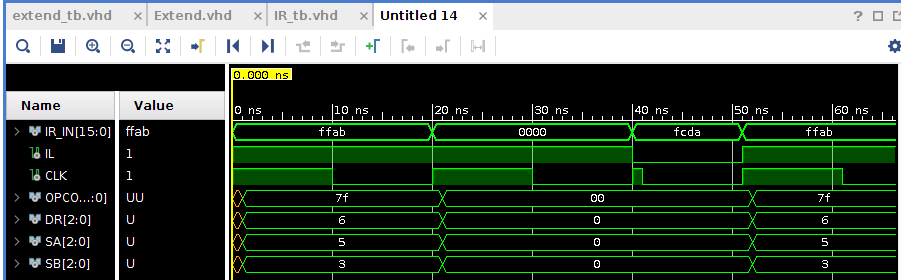 extend_tb.vhd Extend.vhd IR_tb.vhd Untitled 14
0.000 ns
Name Value
0 ns 10 ns 20 ns 30 ns 40 ns 50 ns 60 ns
IR_IN[15:0] ffab ffab 0000 fcda ffab
IL 1
CLK 1
OPCO...:0] UU 7f 00 7f
DR[2:0] U 6 0 6
SA[2:0] U 5 0 5
SB[2:0] U 3 0 3